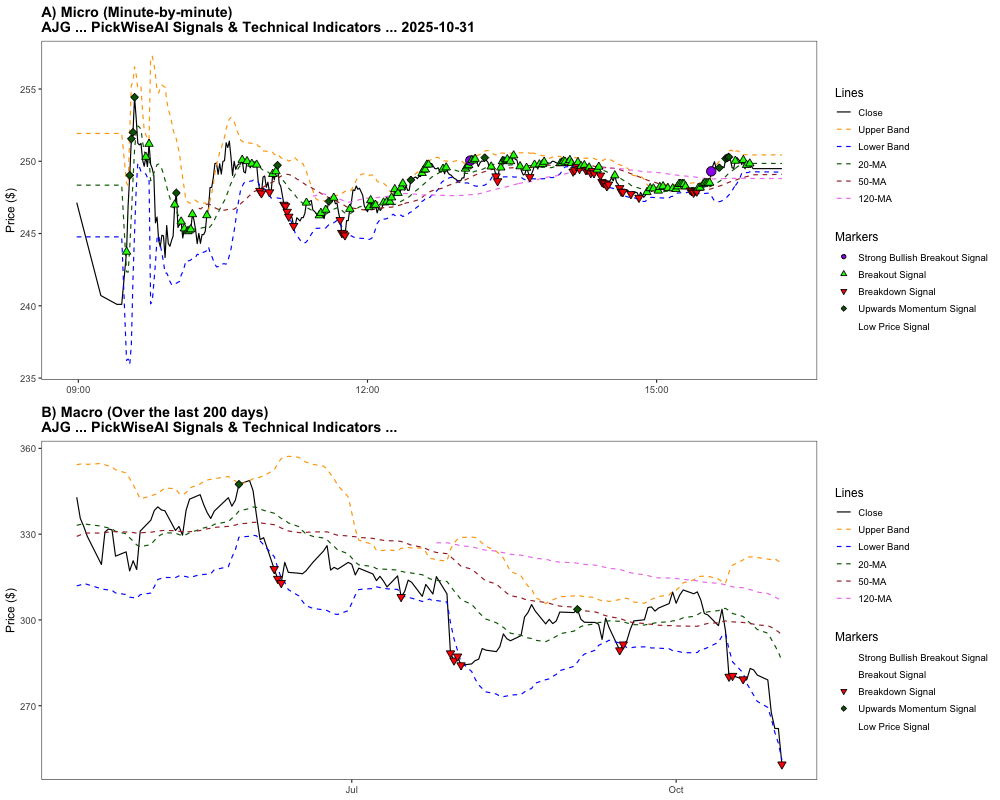 A) Micro (Minute-by-minute)
AJG ... PickWiseAI Signals & Technical Indicators ... 2025-10-31
Price ($)
255
250
245
240
235
09:00
12:00
15:00
Lines
Close
Upper Band
Lower Band
20-MA
50-MA
120-MA
Markers
Strong Bullish Breakout Signal
Breakout Signal
Breakdown Signal
Upwards Momentum Signal
Low Price Signal
B) Macro (Over the last 200 days)
AJG ... PickWiseAI Signals & Technical Indicators ...
Price ($)
360
330
300
270
Jul
Oct
Lines
Close
Upper Band
Lower Band
20-MA
50-MA
120-MA
Markers
Strong Bullish Breakout Signal
Breakout Signal
Breakdown Signal
Upwards Momentum Signal
Low Price Signal